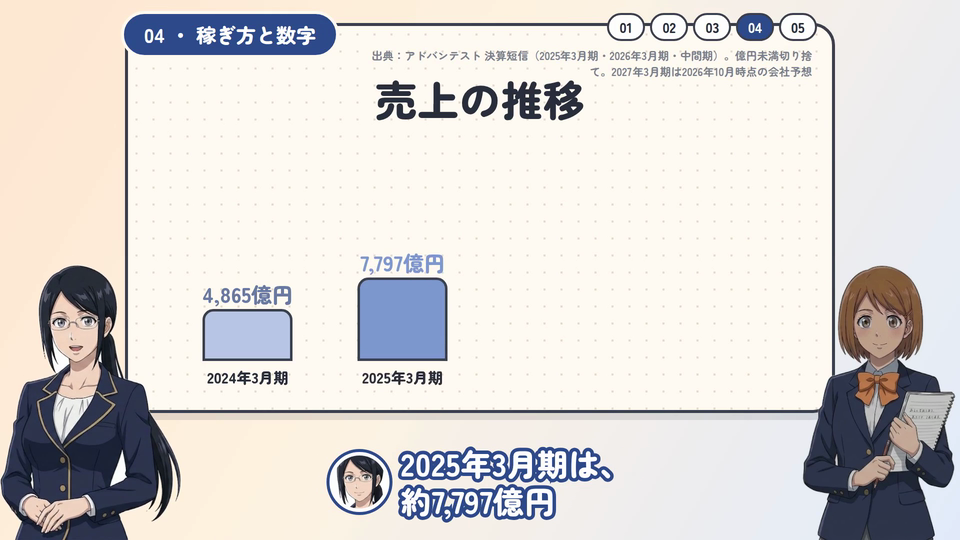 04 ・ 稼ぎ方と数字
01 02 03 04 05
出典：アドバンテスト 決算短信（2025年3月期・2026年3月期・中間期）。億円未満切り捨
て。2027年3月期は2026年10月時点の会社予想
売上の推移
7,797億円
4,865億円
2024年3月期 2025年3月期
2025年3月期は、
約7,797億円